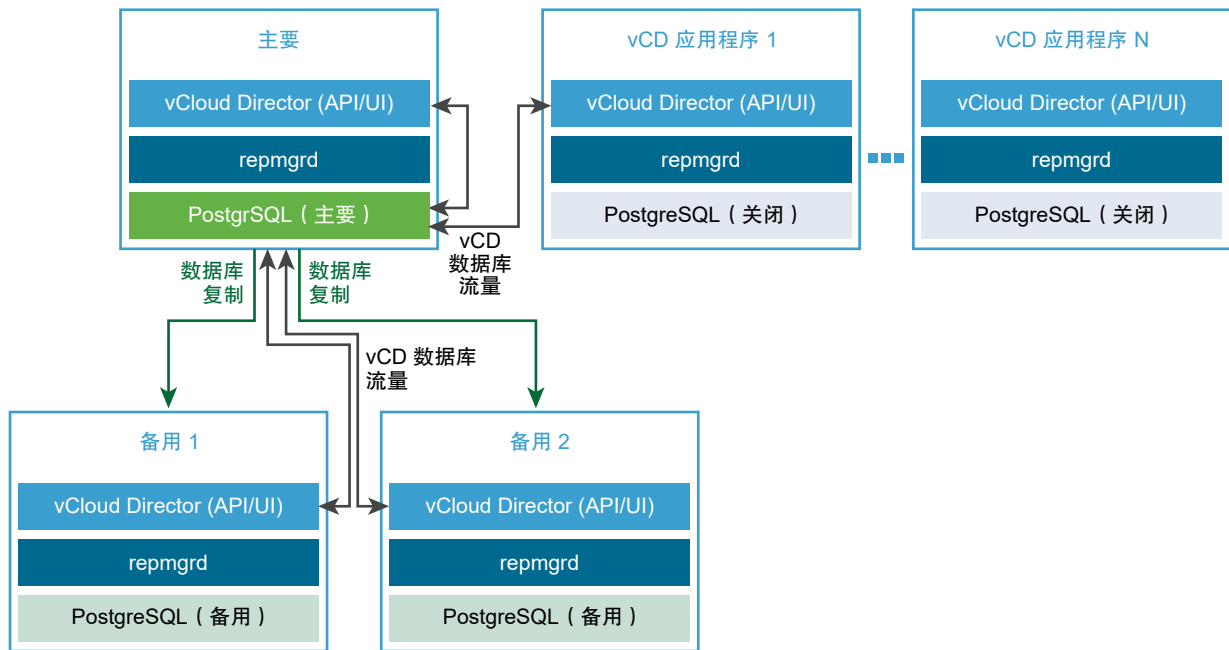 主要
vCloud Director (API/UI)
repmgrd
PostgrSQL（主要）
vCD 应用程序 1
vCloud Director (API/UI)
repmgrd
PostgreSQL（关闭）
vCD 应用程序 N
vCloud Director (API/UI)
repmgrd
PostgreSQL（关闭）
数据库
复制
数据库
复制
vCD
数据库
流量
vCD 数据库
流量
备用 1
vCloud Director (API/UI)
repmgrd
PostgreSQL（备用）
备用 2
vCloud Director (API/UI)
repmgrd
PostgreSQL（备用）